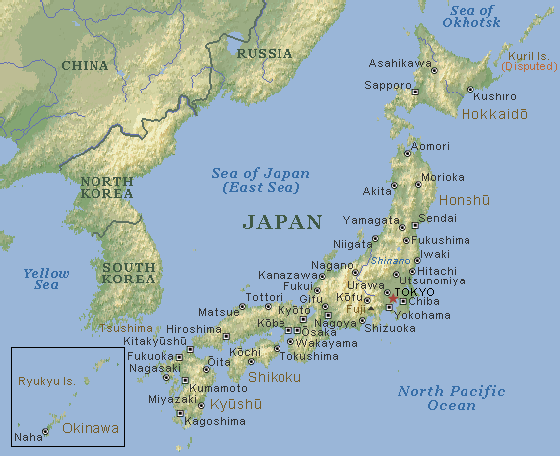 Sea of
Okhotsk
RUSSIA
Kuril Is.
(Disputed)
CHINA
Asahikawa
Sapporo
Kushiro
Hokkaidō
Aomori
Sea of Japan
(East Sea)
NORTH
KOREA
Morioka
Akita
Honshū
JAPAN
Yamagata
Sendai
Niigata
Fukushima
Iwaki
Shinano
SOUTH
KOREA
Nagano
Hitachi
Kanazawa
Utsunomiya
Yellow
Sea
Fukui
Urawa
TOKYO
Tottori
Gifu
Kōfu
Chiba
Matsue
Kyōto
Fuji
Yokohama
Tsushima
Kōbe
Nagoya
Shizuoka
Hiroshima
Osaka
Kitakyūshū
Wakayama
Fukuoka
Kōchi
Tokushima
Nagasaki
Ōita
Shikoku
Ryukyu Is.
Kumamoto
North Pacific
Ocean
Miyazaki
Kyūshū
Kagoshima
Okinawa
Naha